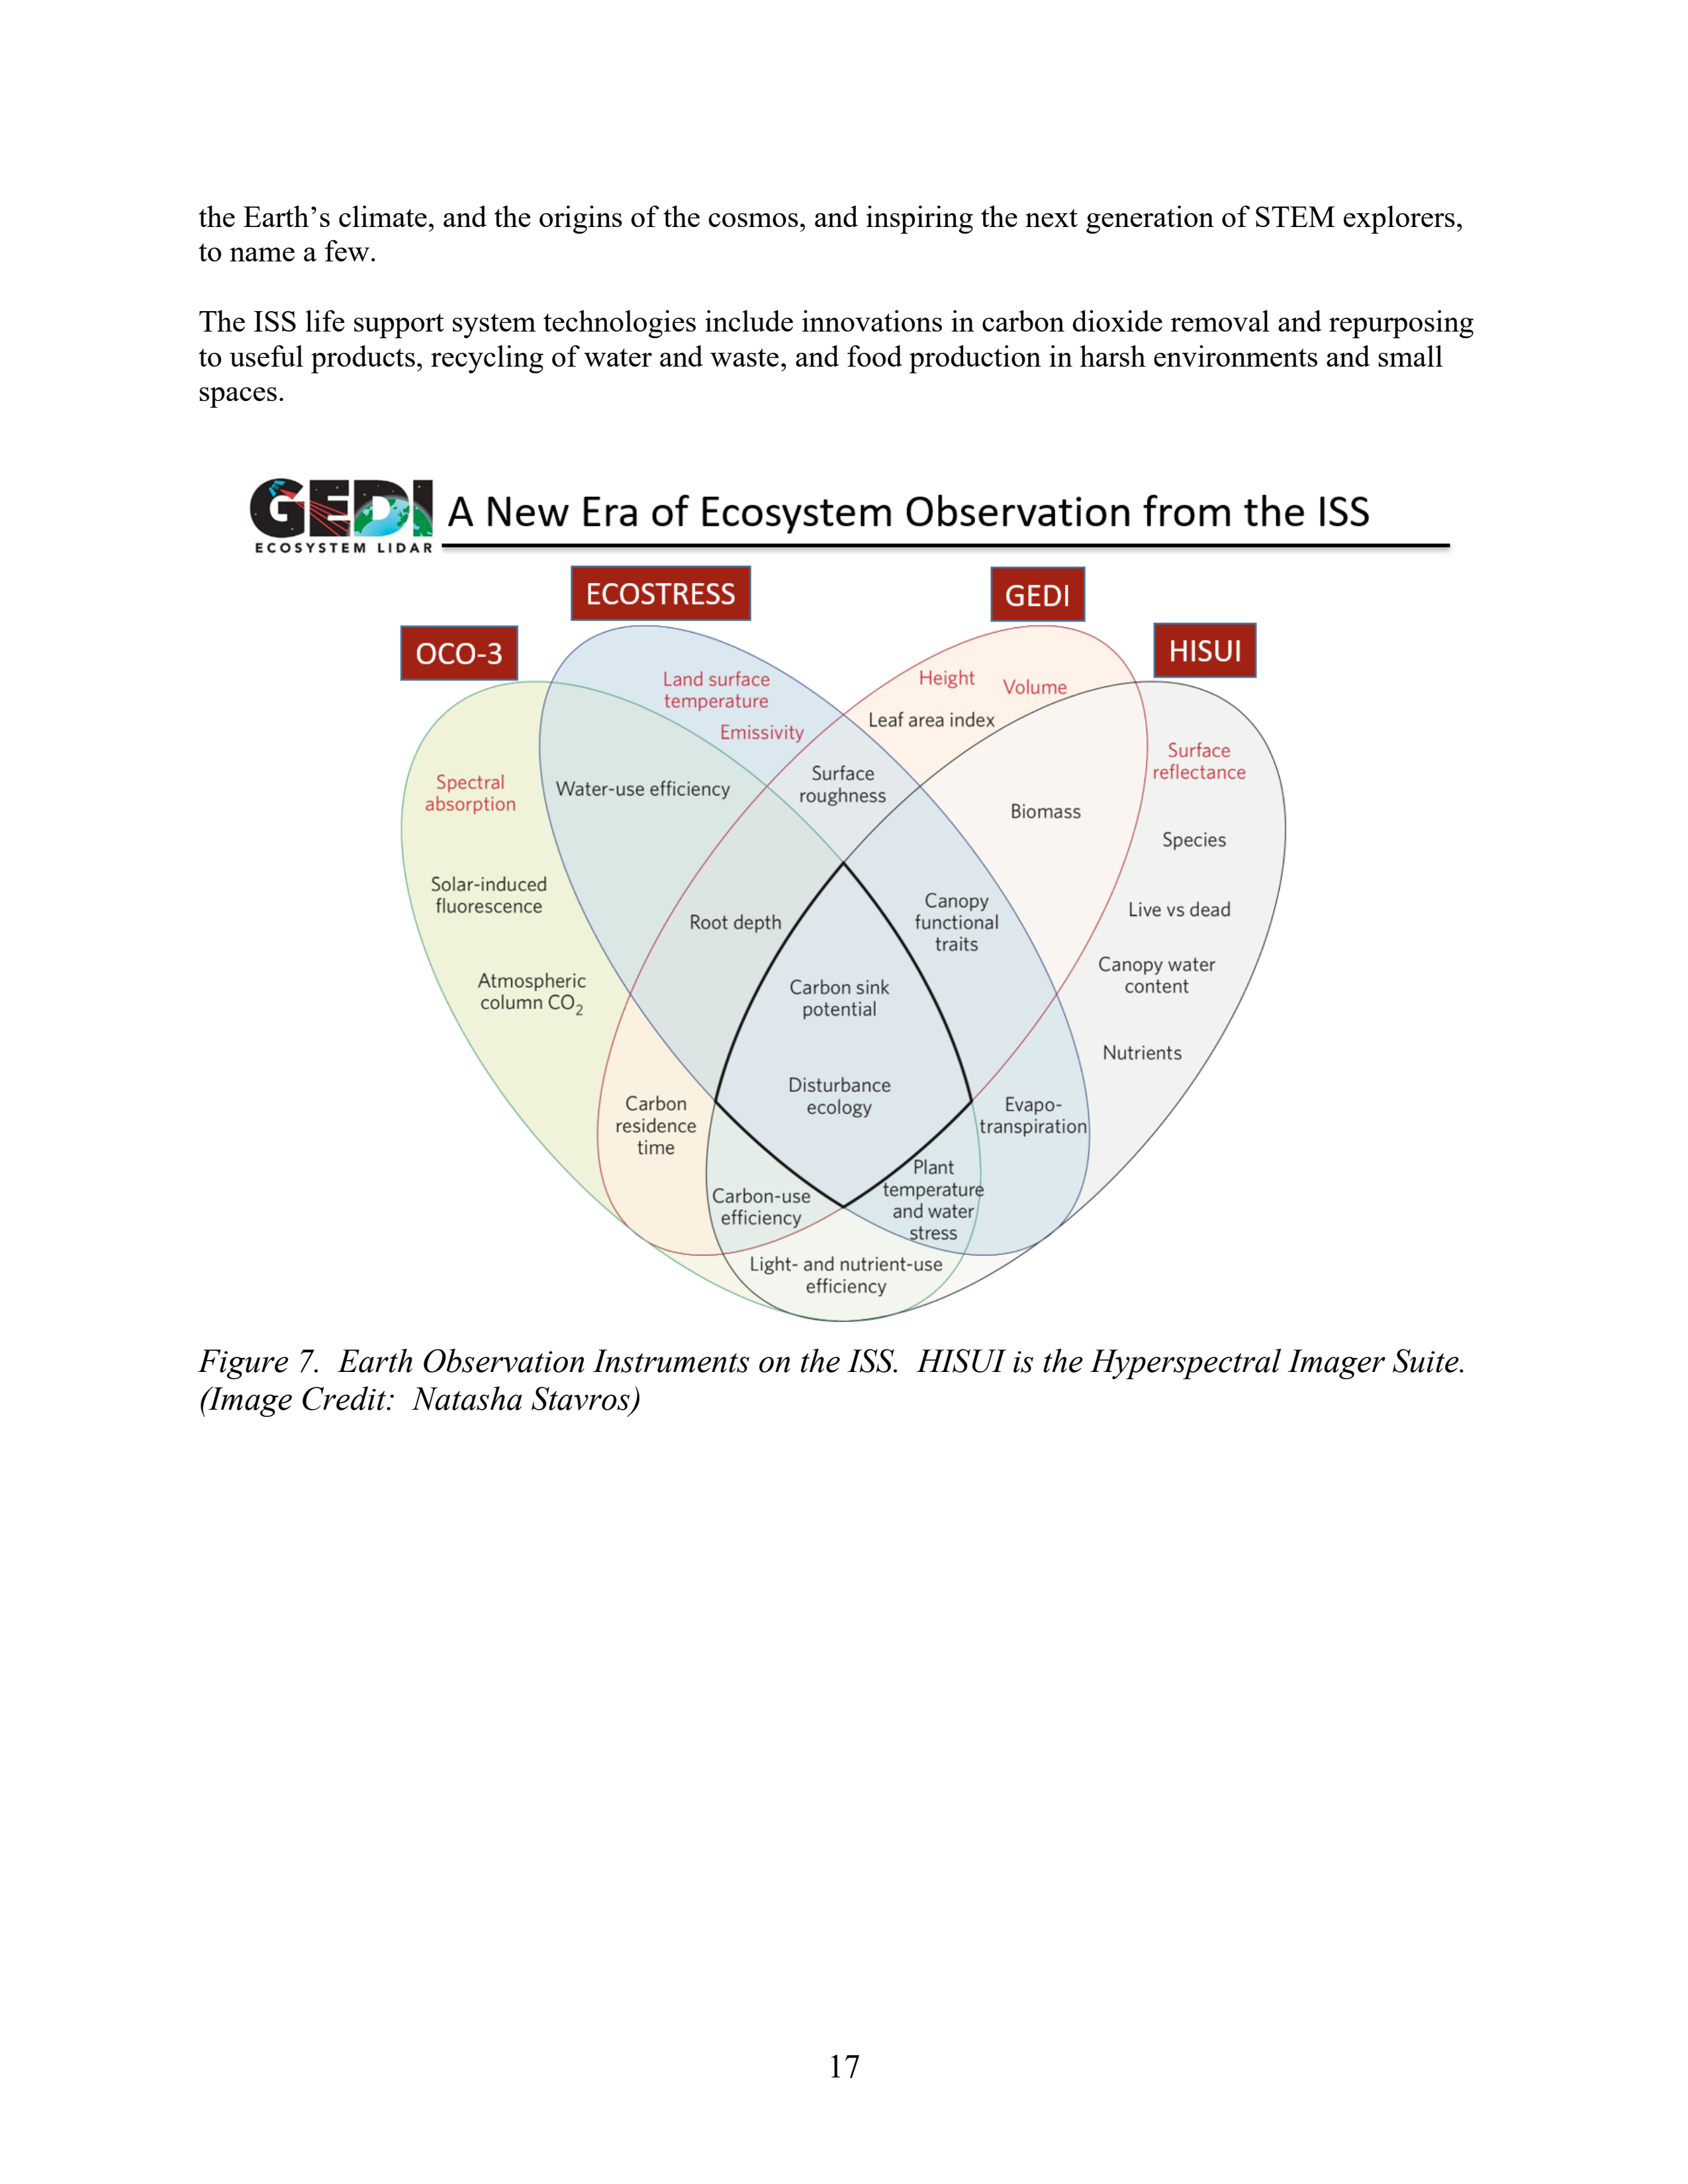 the Earth’s climate, and the origins of the cosmos, and inspiring the next generation of STEM explorers,
to name a few.
The ISS life support system technologies include innovations in carbon dioxide removal and repurposing
to useful products, recycling of water and waste, and food production in harsh environments and small
spaces.
GEDI
ECOSYSTEM LIDAR
A New Era of Ecosystem Observation from the ISS
ECOSTRESS
GEDI
OCO-3
HISUI
Land surface
temperature
Emissivity
Height
Volume
Leaf area index
Spectral
absorption
Water-use efficiency
Surface
roughness
Biomass
Surface
reflectance
Species
Solar-induced
fluorescence
Root depth
Canopy
functional
traits
Live vs dead
Atmospheric
column CO₂
Carbon sink
potential
Canopy water
content
Nutrients
Disturbance
ecology
Carbon
residence
time
Evapo-
transpiration
Carbon-use
efficiency
Plant
temperature
and water
stress
Light- and nutrient-use
efficiency
Figure 7.  Earth Observation Instruments on the ISS.  HISUI is the Hyperspectral Imager Suite.
(Image Credit:  Natasha Stavros)
17